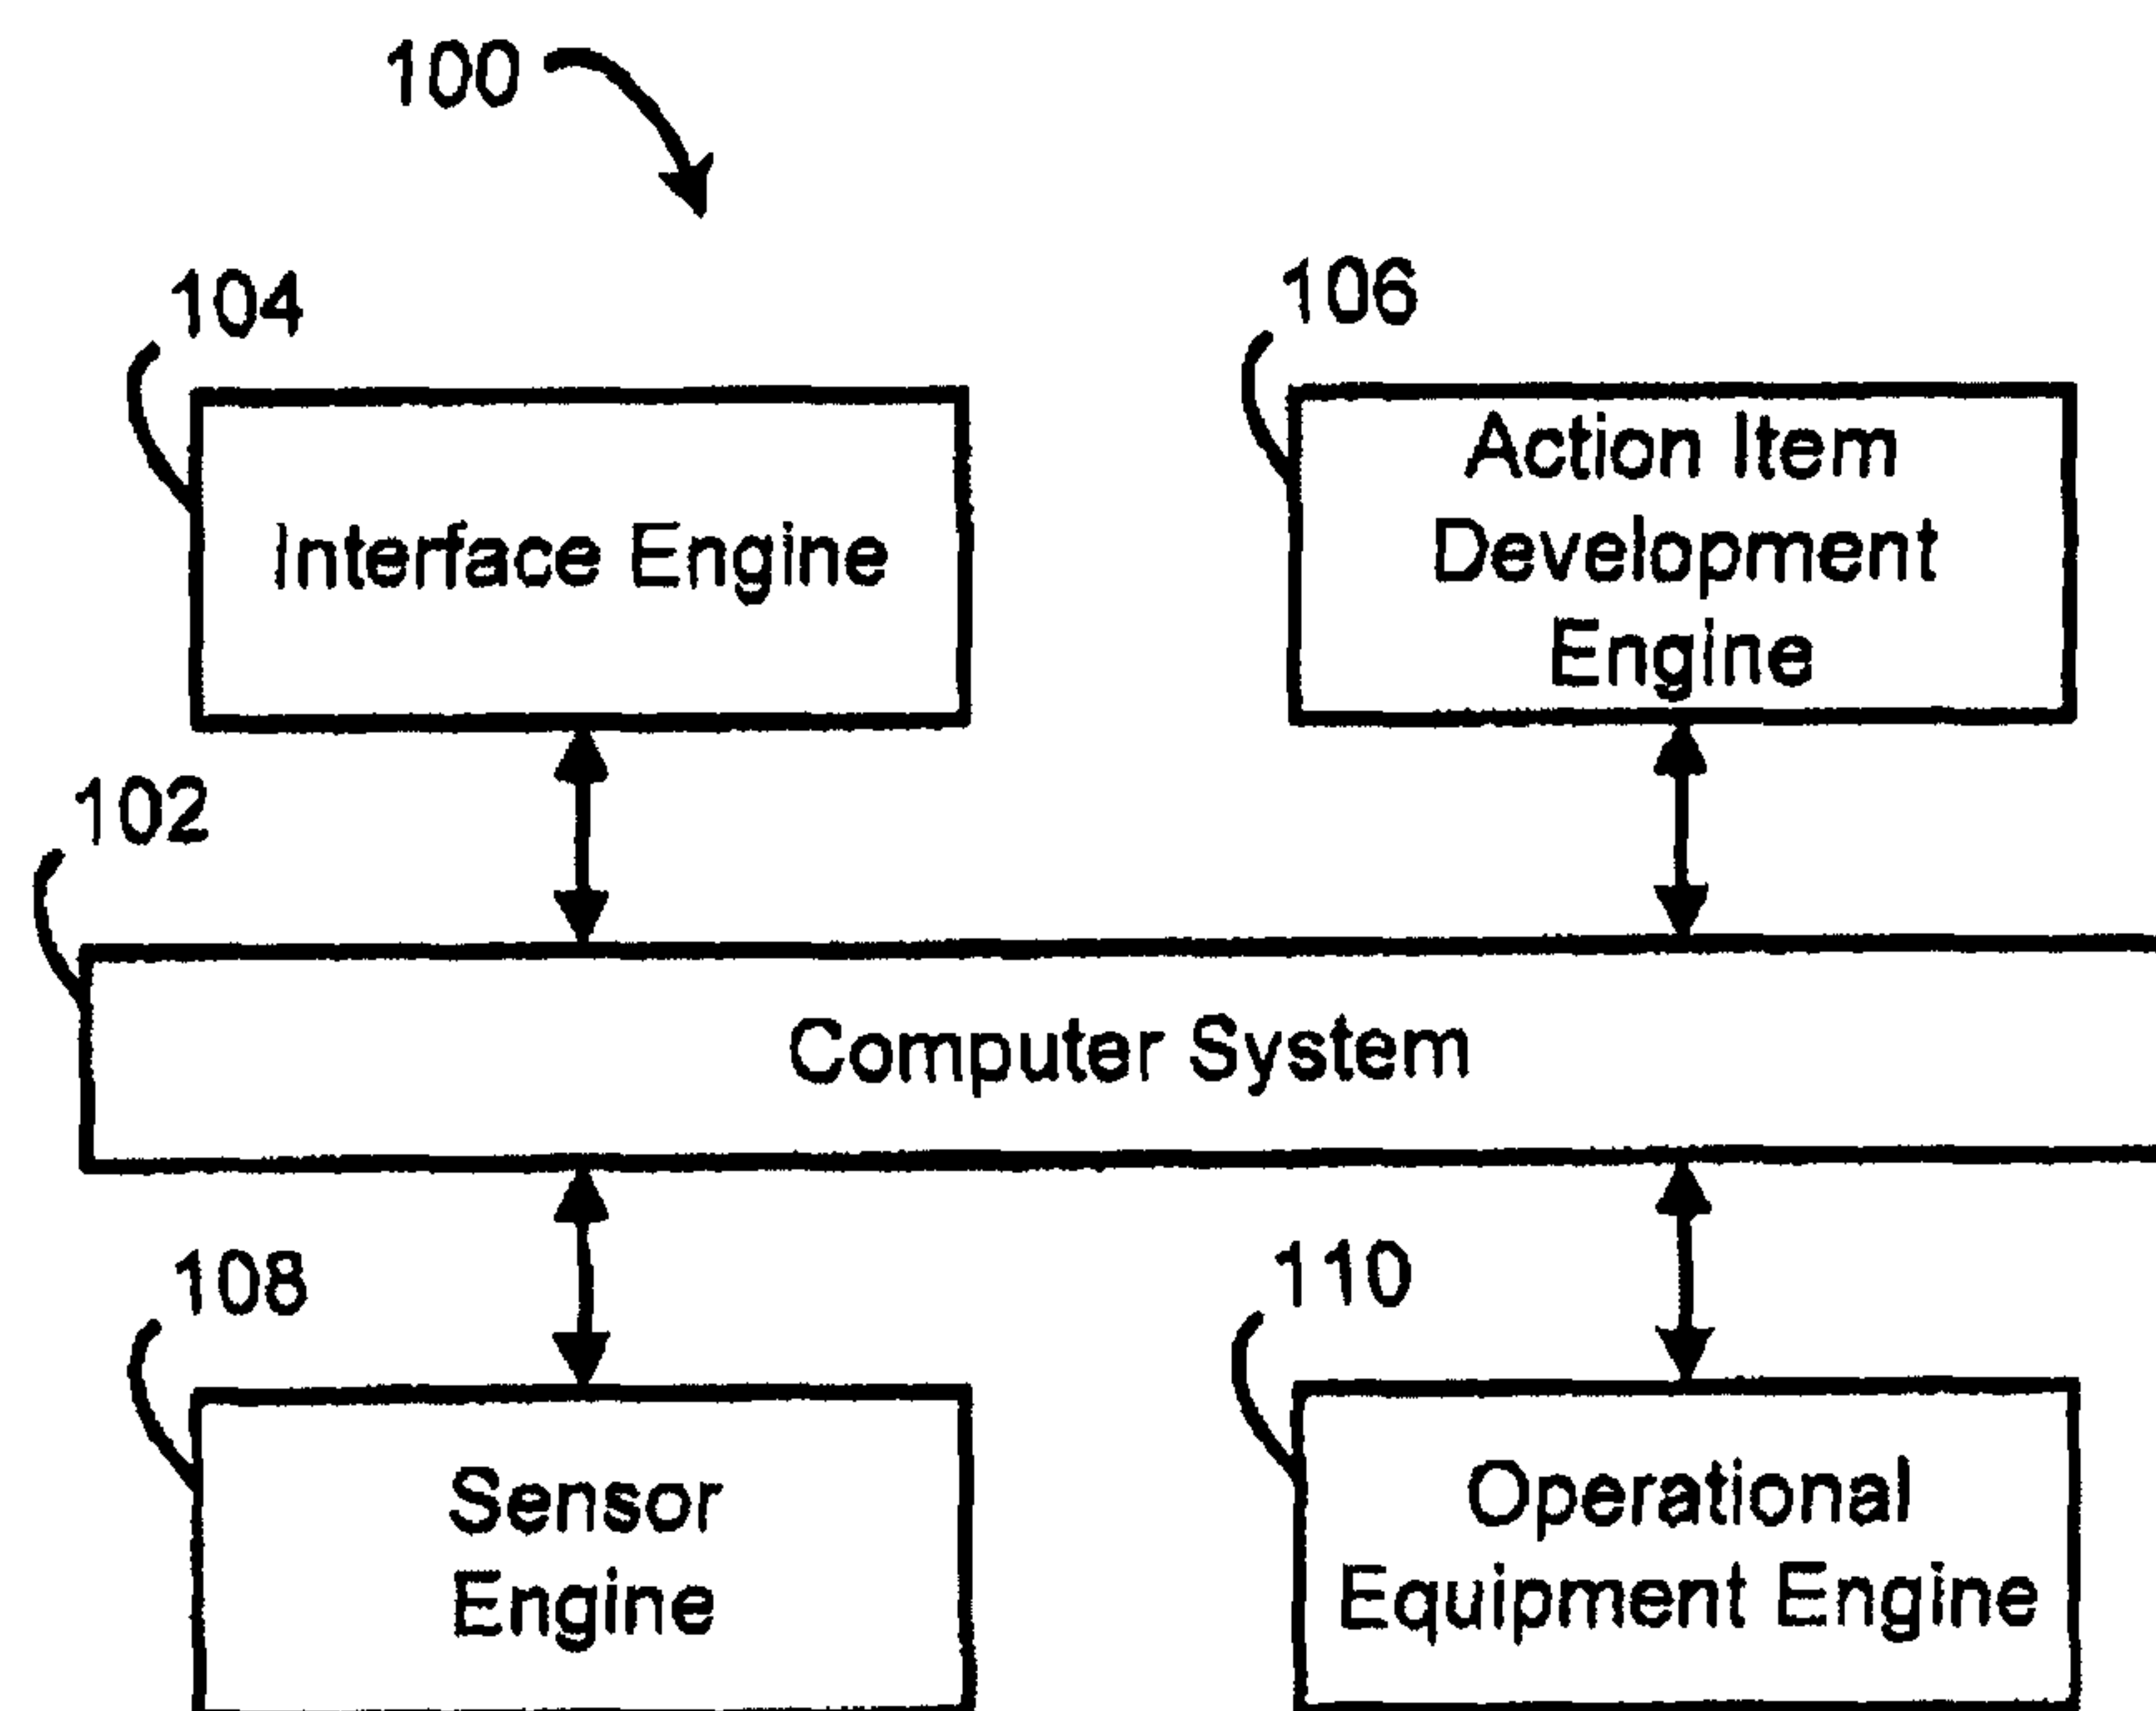 100
104
106
Interface Engine
Action Item
Development
Engine
102
Computer System
108
110
Sensor
Engine
Operational
Equipment Engine